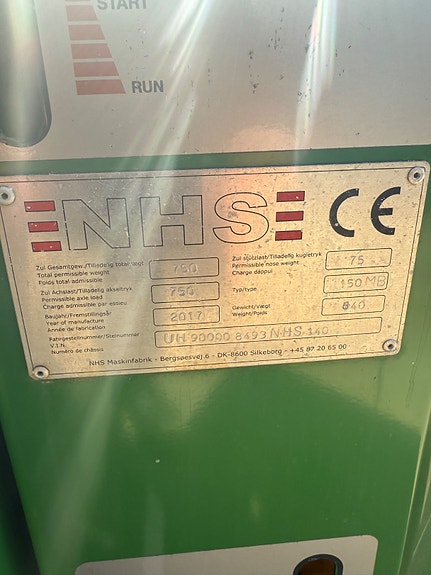 START
RUN
NHS CE
Zul Gesamtgew./Tilladelig total vægt
Total permissible weight
Poids total admissible
750
Zul stützlast/Tilladelig kugletryk
Permissible nose weight
Charge dàppui
75
Zul Achslast/Tilladelig akseltryk
Permissible axle load
Charge admissible par essieu
750
Typ/type
150 MB
Baujahr/Fremstillingsår
Year of manufacture
Année de fabrication
2017
Gewicht/vægt
Weight/Poids
640
Fahrgestellnummer/Stelnummer
V.I.N.
Numéro de châssis
UH 90000 8493 NHS 140
NHS Maskinfabrik - Bergsøesvej 6 - DK-8600 Silkeborg - +45 87 20 65 00